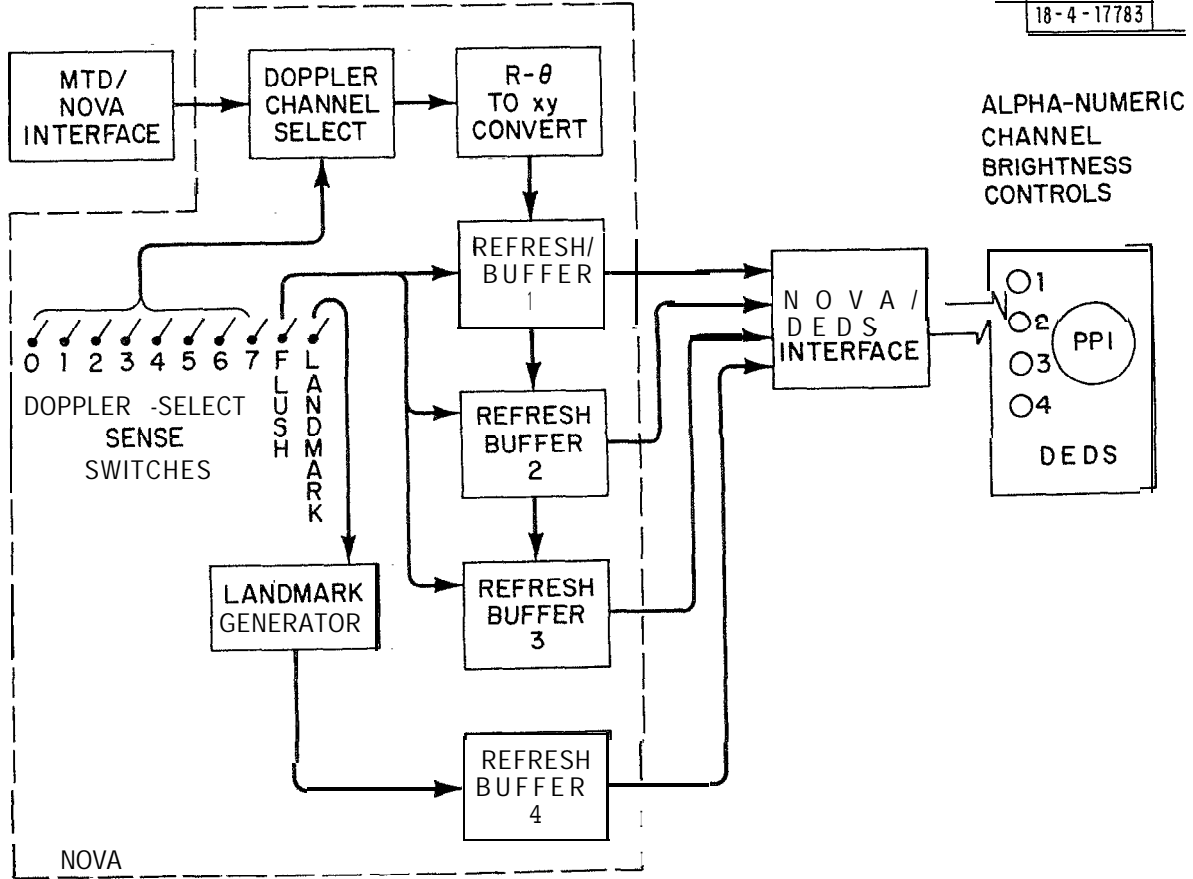 18-4-17783
MTD/
NOVA
INTERFACE
DOPPLER
CHANNEL
SELECT
R-θ
TO xy
CONVERT
ALPHA-NUMERIC
CHANNEL
BRIGHTNESS
CONTROLS
REFRESH/
BUFFER
1
NOVA/
DEDS
INTERFACE
1
2
3
4
PPI
DEDS
0 1 2 3 4 5 6 7
FLUSH
LANDMARK
DOPPLER -SELECT
SENSE
SWITCHES
REFRESH
BUFFER
2
REFRESH
BUFFER
3
LANDMARK
GENERATOR
REFRESH
BUFFER
4
NOVA